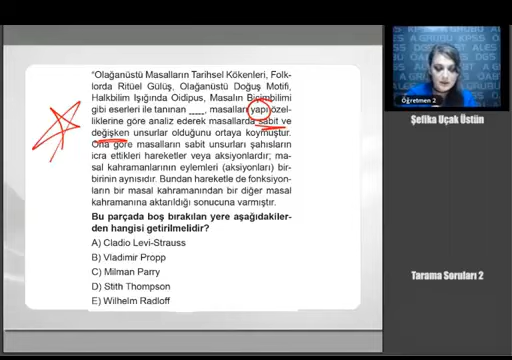 "Olağanüstü Masalların Tarihsel Kökenleri, Folk-
lorda Ritüel Gülüş, Olağanüstü Doğuş Motifi,
Halkbilim Işığında Oidipus, Masalın Biçimbilimi
gibi eserleri ile tanınan ____, masalları yapı özel-
liklerine göre analiz ederek masallarda sabit ve
değişken unsurlar olduğunu ortaya koymuştur.
Ona göre masalların sabit unsurları şahısların
icra ettikleri hareketler veya aksiyonlardır; ma-
sal kahramanlarının eylemleri (aksiyonları) bir-
birinin aynısıdır. Bundan hareketle de fonksiyon-
ların bir masal kahramanından bir diğer masal
kahramanına aktarıldığı sonucuna varmıştır.
Bu parçada boş bırakılan yere aşağıdakiler-
den hangisi getirilmelidir?
A) Cladio Levi-Strauss
B) Vladimir Propp
C) Milman Parry
D) Stith Thompson
E) Wilhelm Radloff
Öğretmen 2
Şefika Uçak Üstün
Tarama Soruları 2